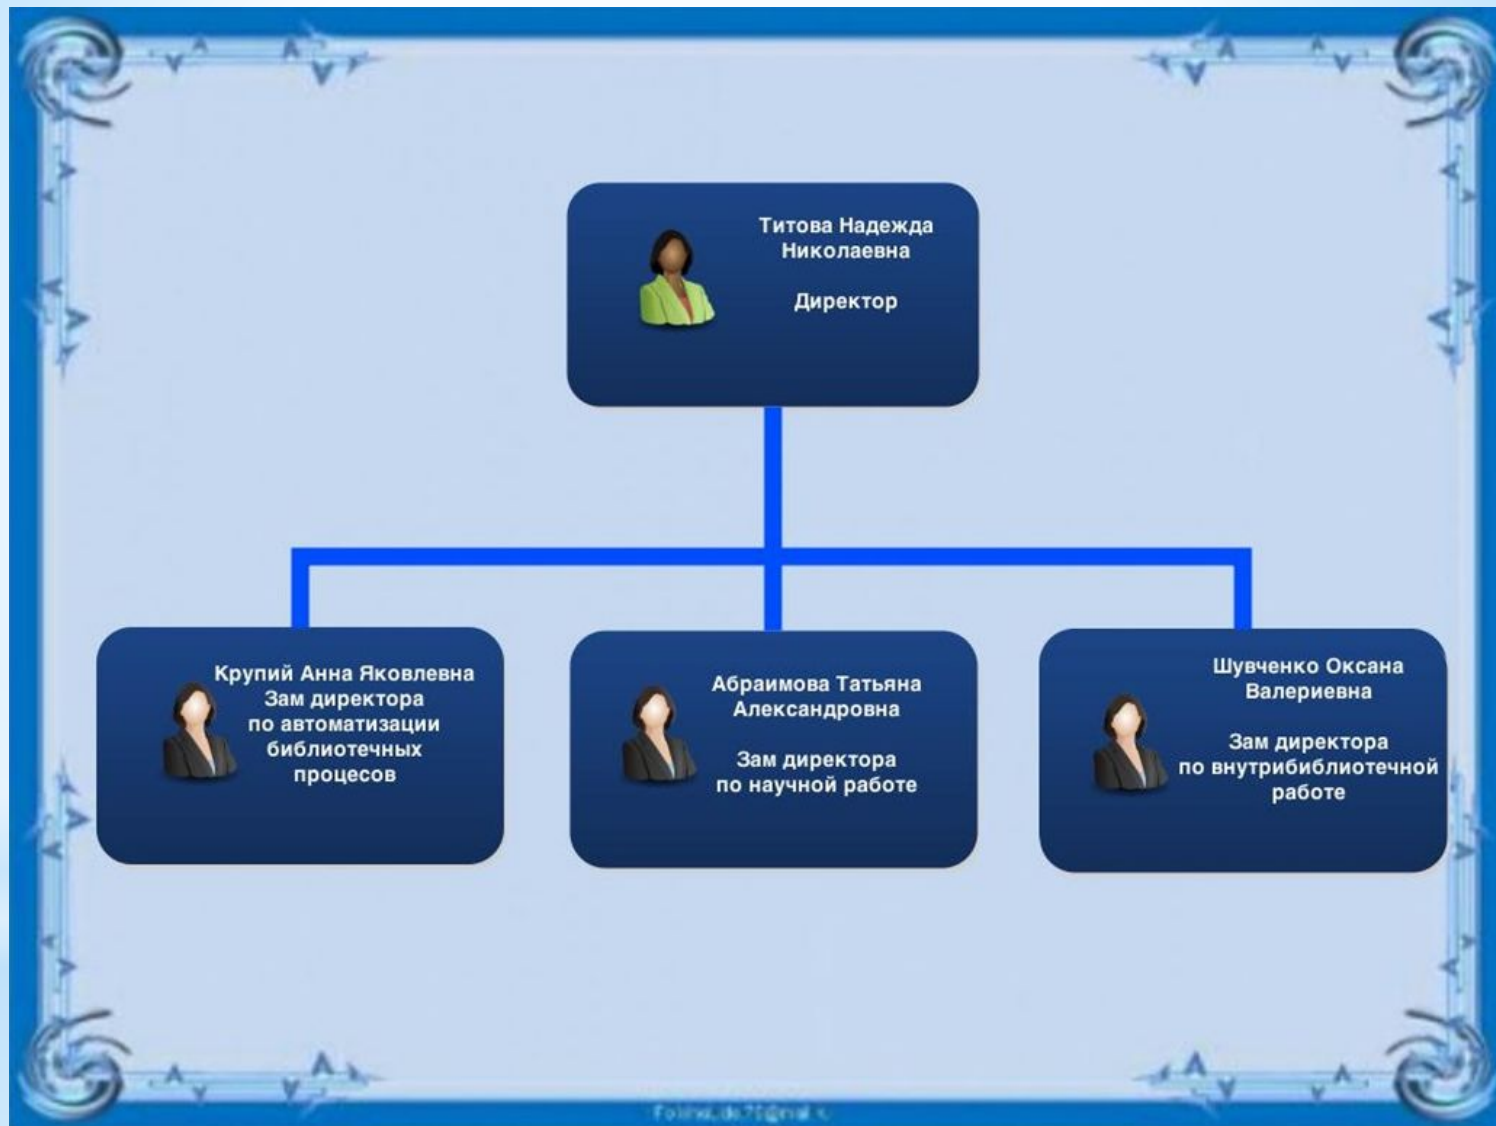 Титова Надежда
Николаевна
Директор
Крупий Анна Яковлевна
Зам директора
по автоматизации
библиотечных
процесов
Абраимова Татьяна
Александровна
Зам директора
по научной работе
Шувченко Оксана
Валериевна
Зам директора
по внутрибиблиотечной
работе